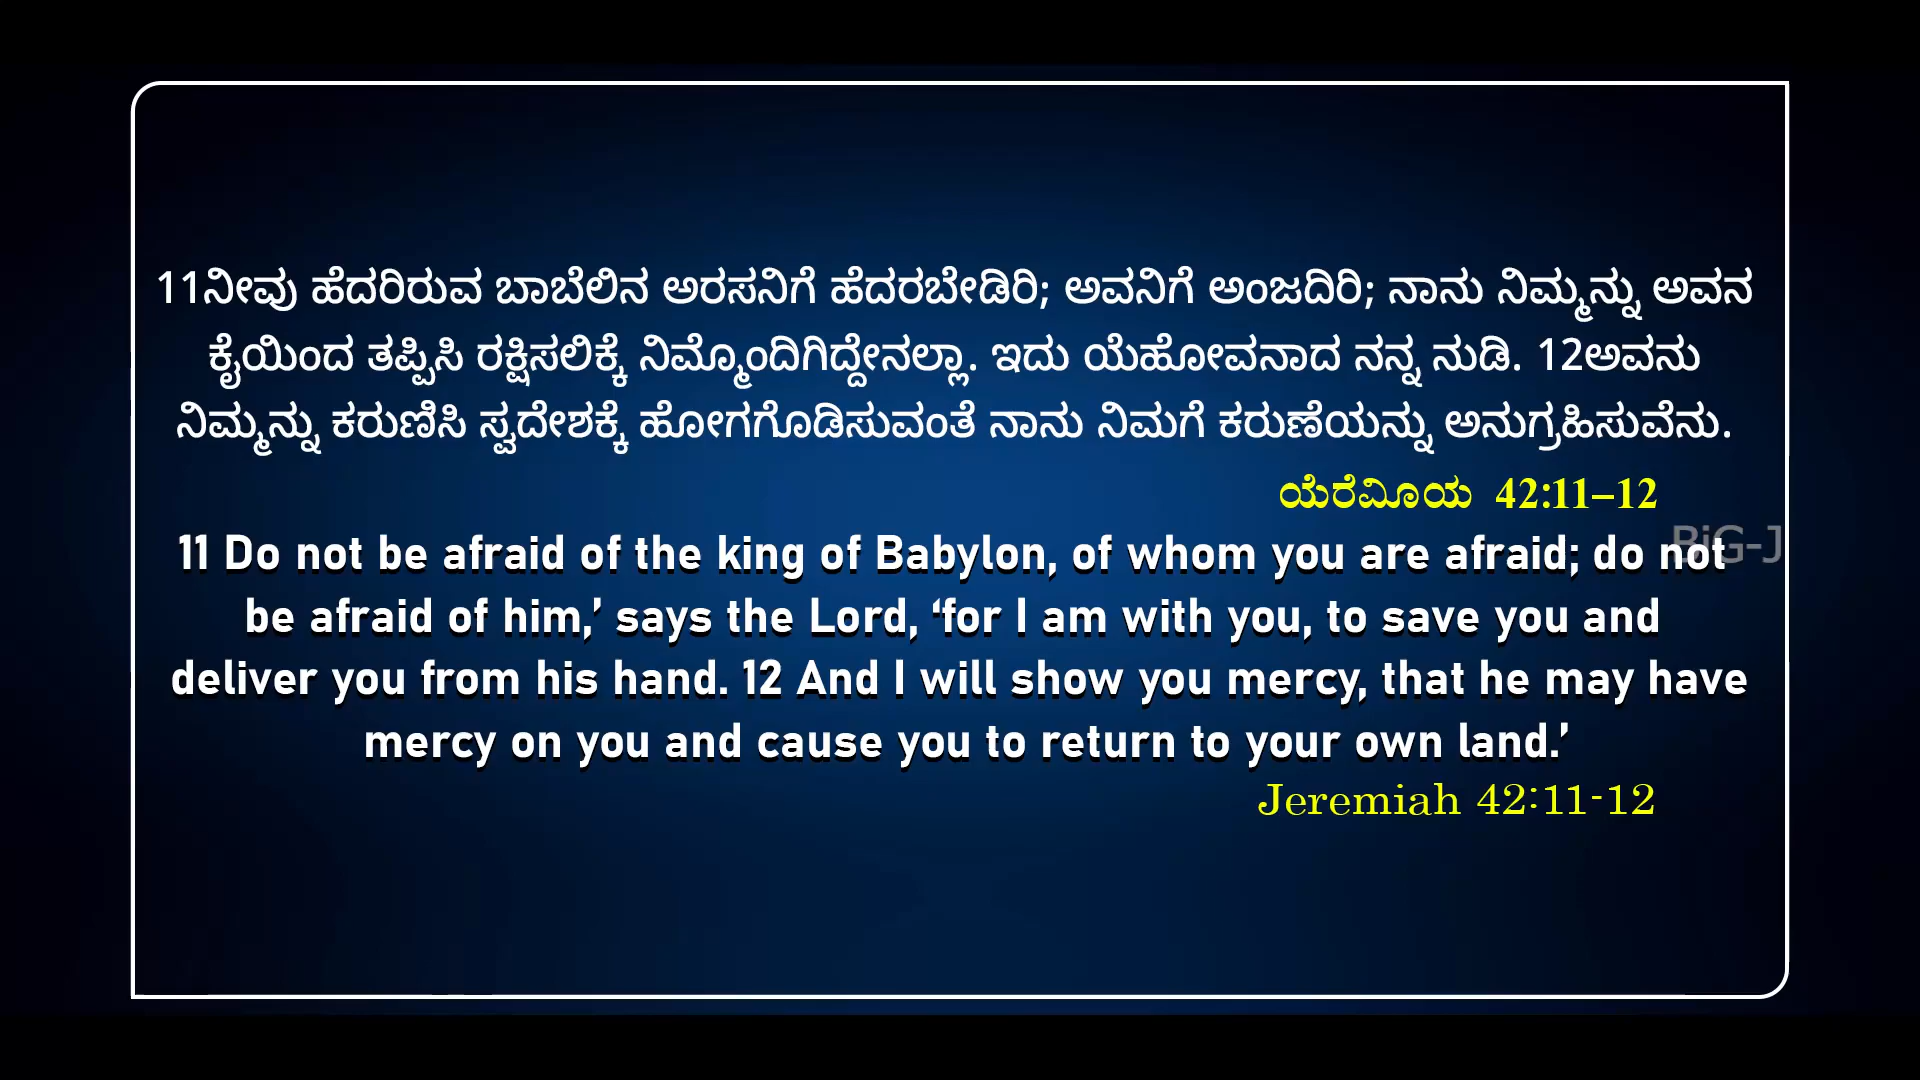 11ನೀವು ಹೆದರಿರುವ ಬಾಬೆಲಿನ ಅರಸನಿಗೆ ಹೆದರಬೇಡಿರಿ; ಅವನಿಗೆ ಅಂಜದಿರಿ; ನಾನು ನಿಮ್ಮನ್ನು ಅವನ
ಕೈಯಿಂದ ತಪ್ಪಿಸಿ ರಕ್ಷಿಸಲಿಕ್ಕೆ ನಿಮ್ಮೊಂದಿಗಿದ್ದೇನಲ್ಲಾ. ಇದು ಯೆಹೋವನಾದ ನನ್ನ ನುಡಿ. 12ಅವನು
ನಿಮ್ಮನ್ನು ಕರುಣಿಸಿ ಸ್ವದೇಶಕ್ಕೆ ಹೋಗಗೊಡಿಸುವಂತೆ ನಾನು ನಿಮಗೆ ಕರುಣೆಯನ್ನು ಅನುಗ್ರಹಿಸುವೆನು.
ಯೆರೆಮೀಯ 42:11–12
BiG-J
11 Do not be afraid of the king of Babylon, of whom you are afraid; do not
be afraid of him,’ says the Lord, ‘for I am with you, to save you and
deliver you from his hand. 12 And I will show you mercy, that he may have
mercy on you and cause you to return to your own land.’
Jeremiah 42:11-12